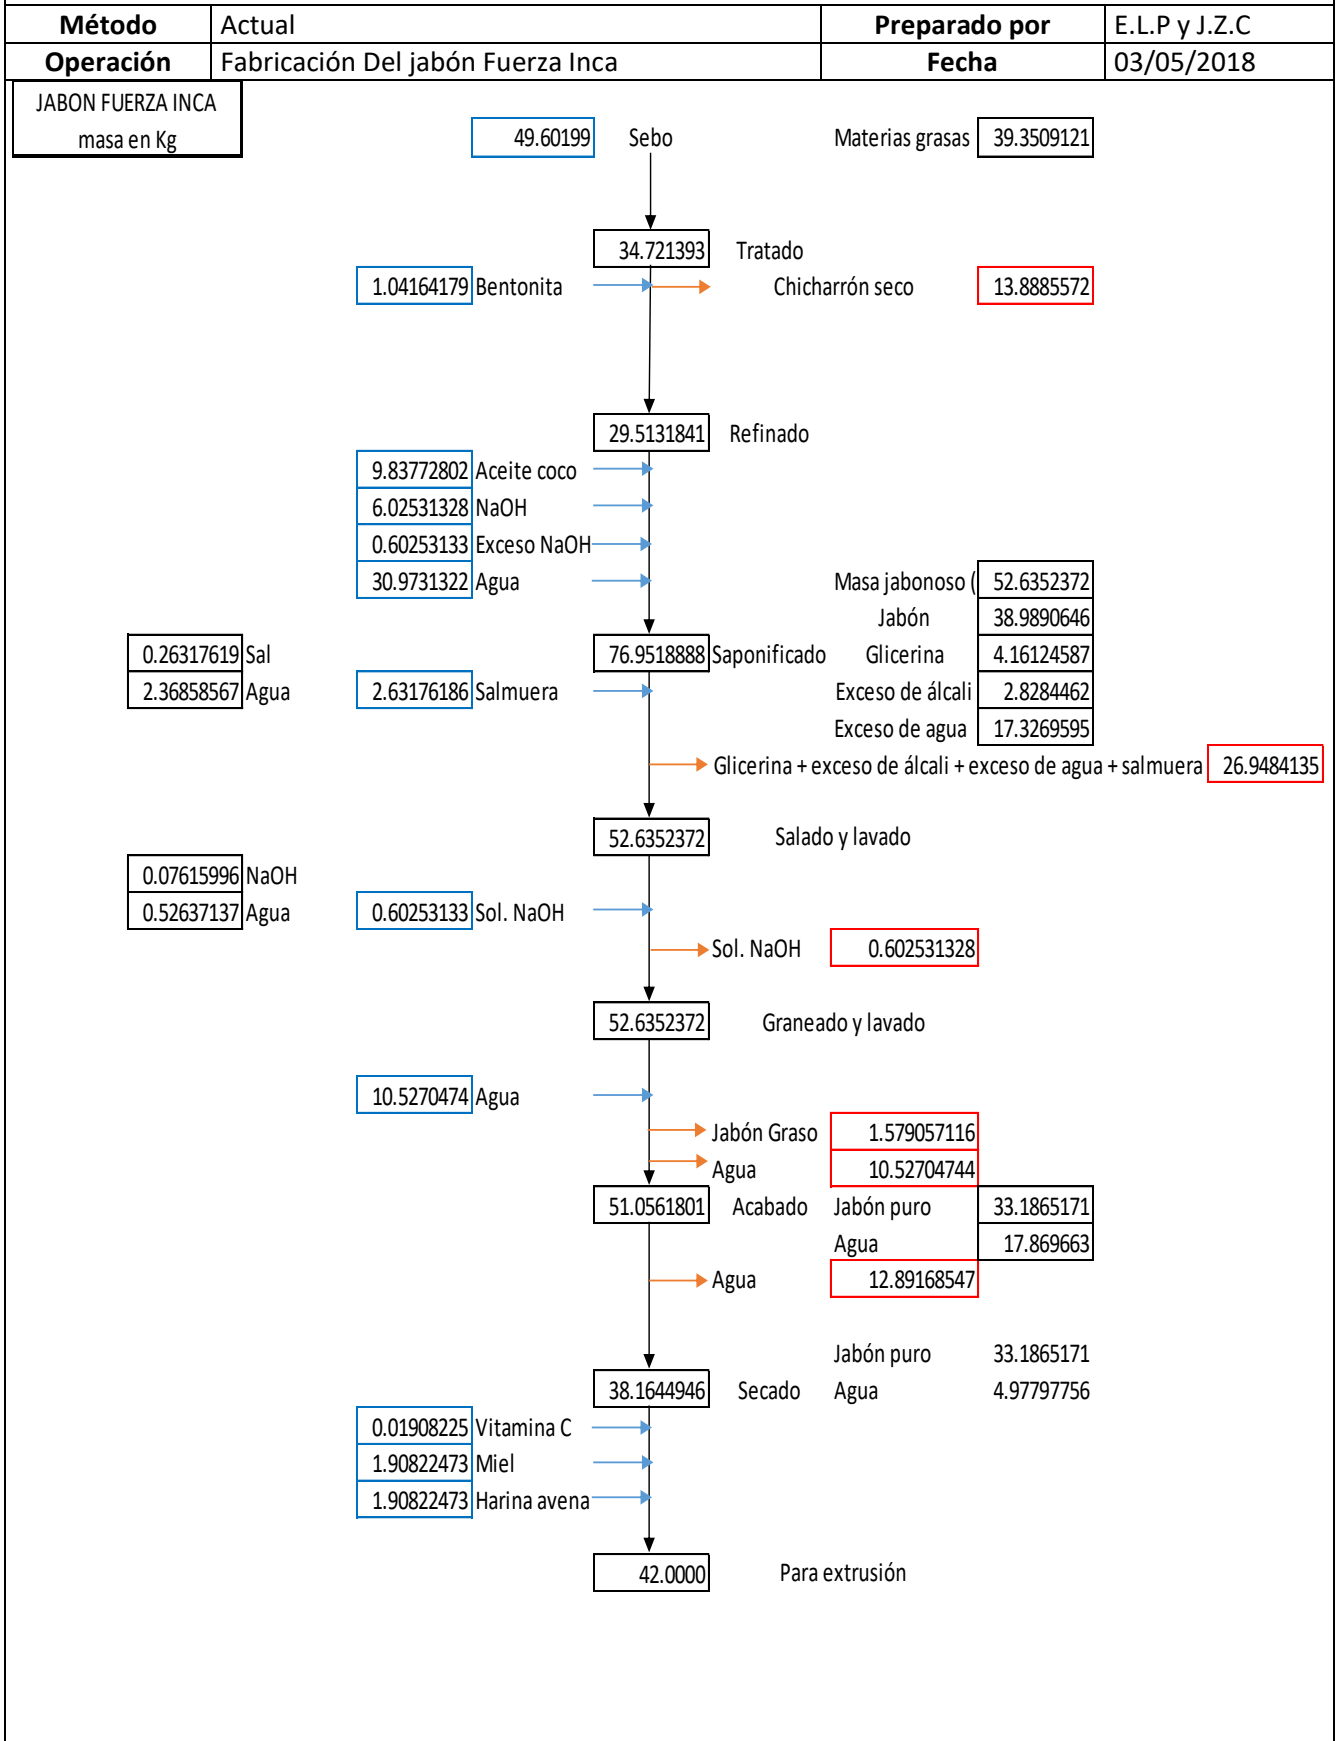 Método Actual Preparado por E.L.P y J.Z.C
Operación Fabricación Del jabón Fuerza Inca Fecha 03/05/2018
JABON FUERZA INCA
masa en Kg
49.60199 Sebo Materias grasas 39.3509121
34.721393 Tratado
1.04164179 Bentonita Chicharrón seco 13.8885572
29.5131841 Refinado
9.83772802 Aceite coco
6.02531328 NaOH
0.60253133 Exceso NaOH
30.9731322 Agua Masa jabonoso ( 52.6352372
Jabón 38.9890646
0.26317619 Sal 76.9518888 Saponificado Glicerina 4.16124587
2.36858567 Agua 2.63176186 Salmuera Exceso de álcali 2.8284462
Exceso de agua 17.3269595
Glicerina + exceso de álcali + exceso de agua + salmuera 26.9484135
52.6352372 Salado y lavado
0.07615996 NaOH
0.52637137 Agua 0.60253133 Sol. NaOH
Sol. NaOH 0.602531328
52.6352372 Graneado y lavado
10.5270474 Agua
Jabón Graso 1.579057116
Agua 10.52704744
51.0561801 Acabado Jabón puro 33.1865171
Agua 17.869663
Agua 12.89168547
Jabón puro 33.1865171
38.1644946 Secado Agua 4.97797756
0.01908225 Vitamina C
1.90822473 Miel
1.90822473 Harina avena
42.0000 Para extrusión